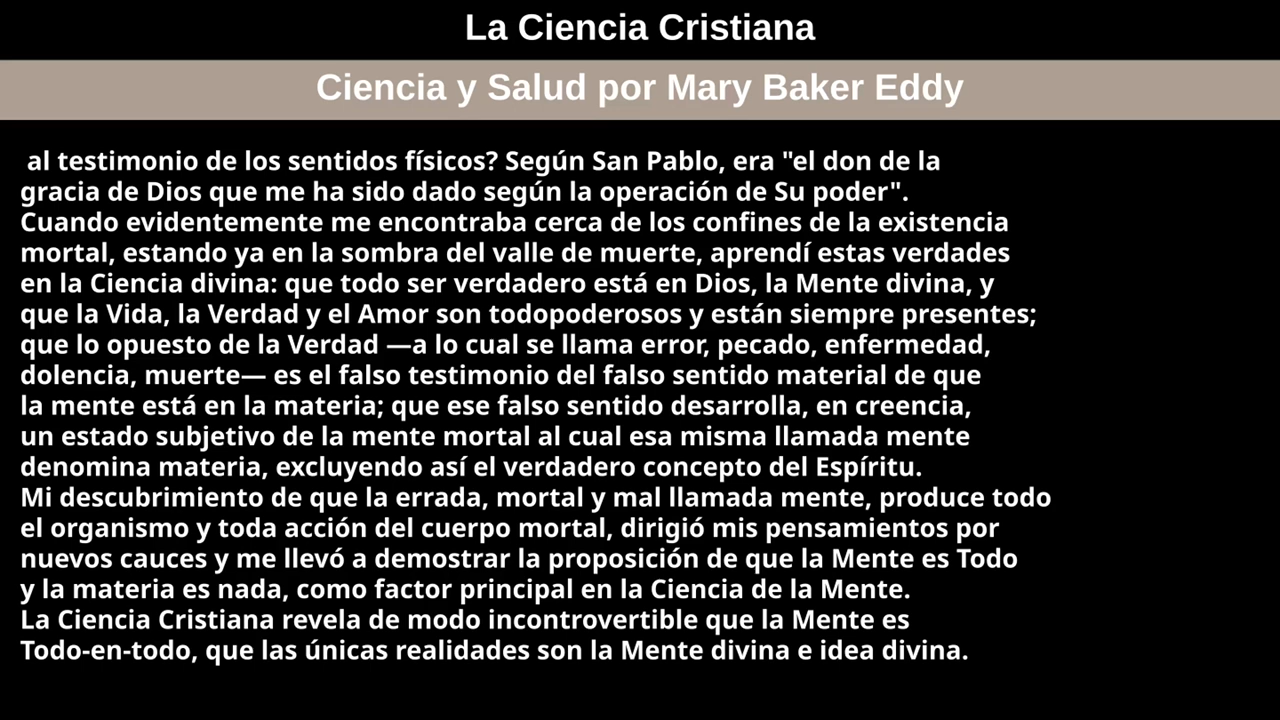 La Ciencia Cristiana
Ciencia y Salud por Mary Baker Eddy
al testimonio de los sentidos físicos? Según San Pablo, era "el don de la
gracia de Dios que me ha sido dado según la operación de Su poder".
Cuando evidentemente me encontraba cerca de los confines de la existencia
mortal, estando ya en la sombra del valle de muerte, aprendí estas verdades
en la Ciencia divina: que todo ser verdadero está en Dios, la Mente divina, y
que la Vida, la Verdad y el Amor son todopoderosos y están siempre presentes;
que lo opuesto de la Verdad —a lo cual se llama error, pecado, enfermedad,
dolencia, muerte— es el falso testimonio del falso sentido material de que
la mente está en la materia; que ese falso sentido desarrolla, en creencia,
un estado subjetivo de la mente mortal al cual esa misma llamada mente
denomina materia, excluyendo así el verdadero concepto del Espíritu.
Mi descubrimiento de que la errada, mortal y mal llamada mente, produce todo
el organismo y toda acción del cuerpo mortal, dirigió mis pensamientos por
nuevos cauces y me llevó a demostrar la proposición de que la Mente es Todo
y la materia es nada, como factor principal en la Ciencia de la Mente.
La Ciencia Cristiana revela de modo incontrovertible que la Mente es
Todo-en-todo, que las únicas realidades son la Mente divina e idea divina.